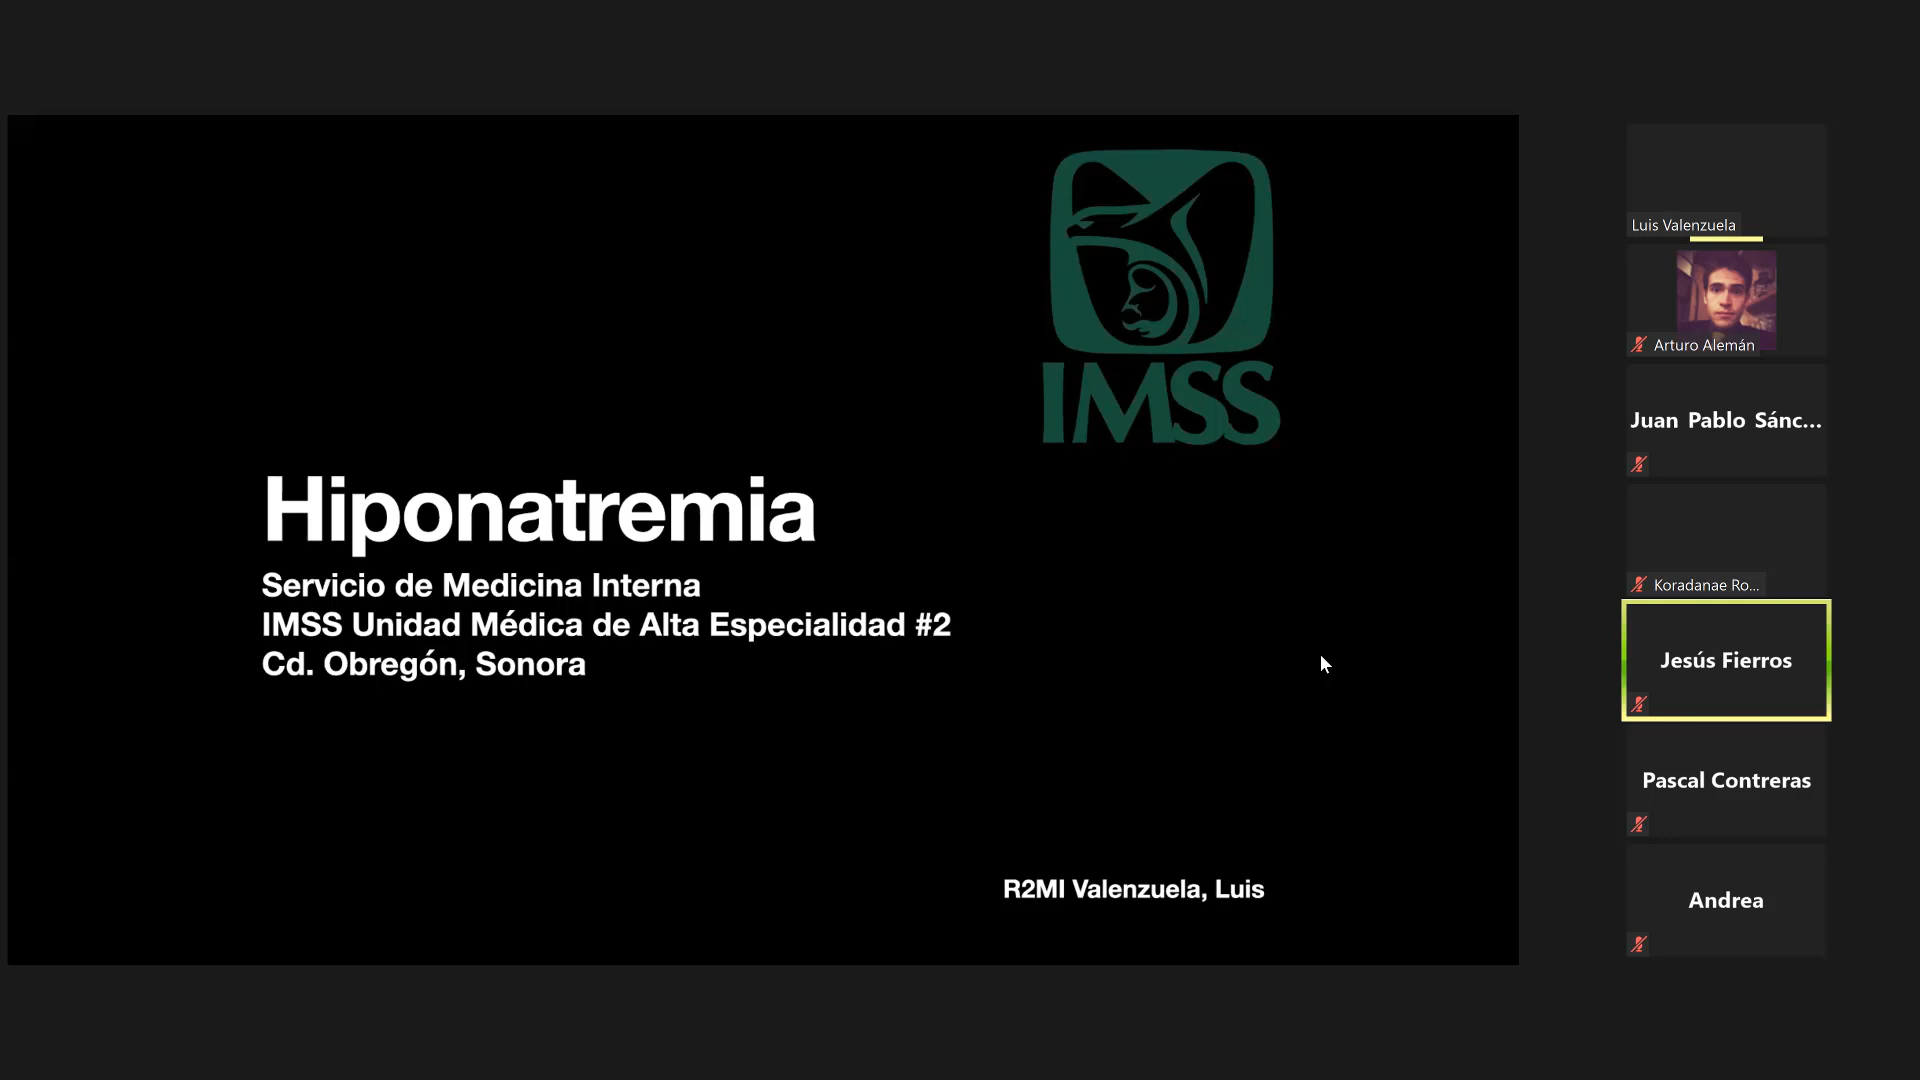 IMSS
Hiponatremia
Servicio de Medicina Interna
IMSS Unidad Médica de Alta Especialidad #2
Cd. Obregón, Sonora
R2MI Valenzuela, Luis
Luis Valenzuela
Arturo Alemán
Juan Pablo Sánc...
Koradanae Ro...
Jesús Fierros
Pascal Contreras
Andrea